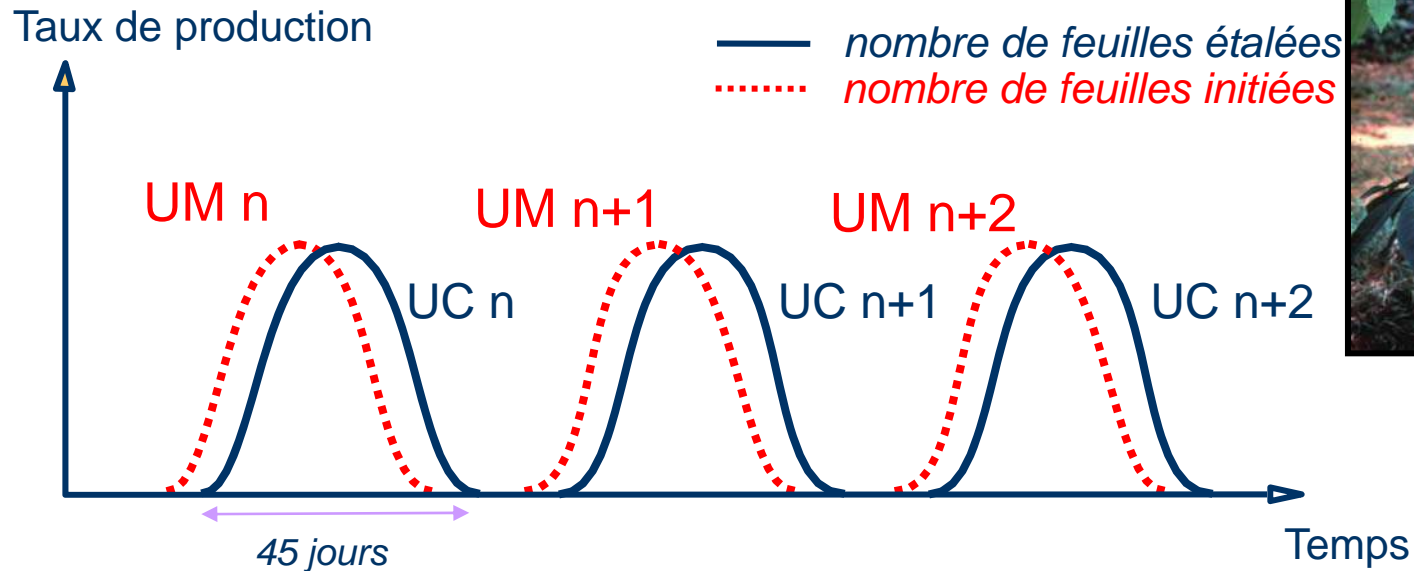 Taux de production
nombre de feuilles étalées
nombre de feuilles initiées
UM n
UM n+1
UM n+2
UC n
UC n+1
UC n+2
45 jours
Temps